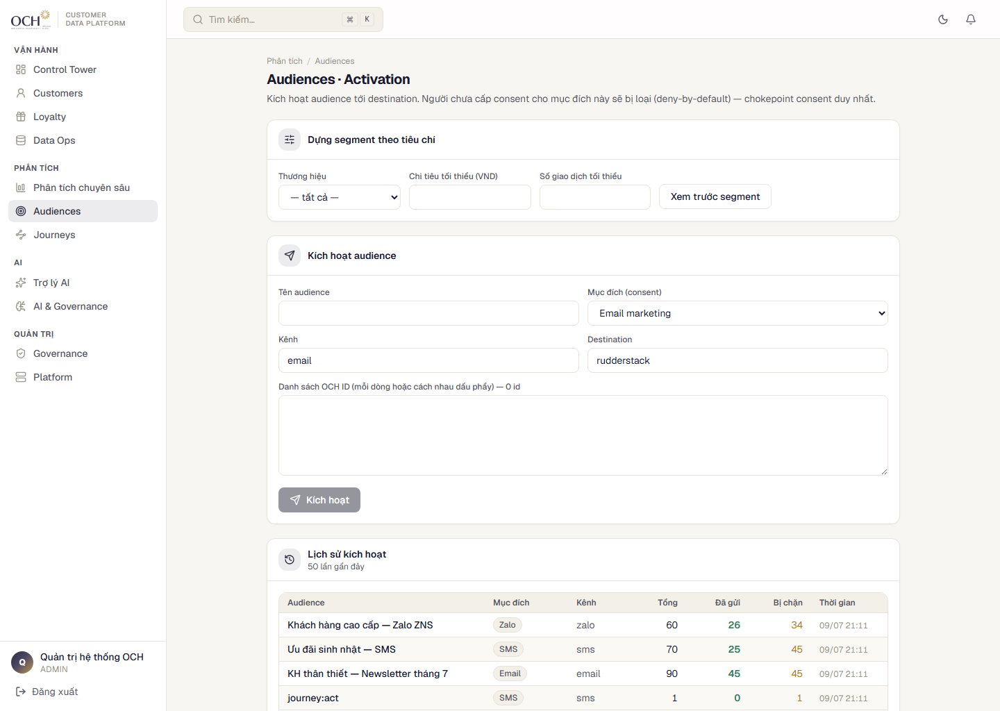 OCH
CUSTOMER
DATA PLATFORM
Tìm kiếm...
⌘ K
VẬN HÀNH
Control Tower
Customers
Loyalty
Data Ops
PHÂN TÍCH
Phân tích chuyên sâu
Audiences
Journeys
AI
Trợ lý AI
AI & Governance
QUẢN TRỊ
Governance
Platform
Q
Quản trị hệ thống OCH
ADMIN
Đăng xuất
Phân tích / Audiences
Audiences · Activation
Kích hoạt audience tới destination. Người chưa cấp consent cho mục đích này sẽ bị loại (deny-by-default) — chokepoint consent duy nhất.
Dựng segment theo tiêu chí
Thương hiệu Chi tiêu tối thiểu (VND) Số giao dịch tối thiểu
— tất cả — Xem trước segment
Kích hoạt audience
Tên audience Mục đích (consent)
Email marketing
Kênh Destination
email rudderstack
Danh sách OCH ID (mỗi dòng hoặc cách nhau dấu phẩy) — 0 id
Kích hoạt
Lịch sử kích hoạt
50 lần gần đây
Audience Mục đích Kênh Tổng Đã gửi Bị chặn Thời gian
Khách hàng cao cấp — Zalo ZNS Zalo zalo 60 26 34 09/07 21:11
Ưu đãi sinh nhật — SMS SMS sms 70 25 45 09/07 21:11
KH thân thiết — Newsletter tháng 7 Email email 90 45 45 09/07 21:11
journey:act SMS sms 1 0 1 09/07 21:11